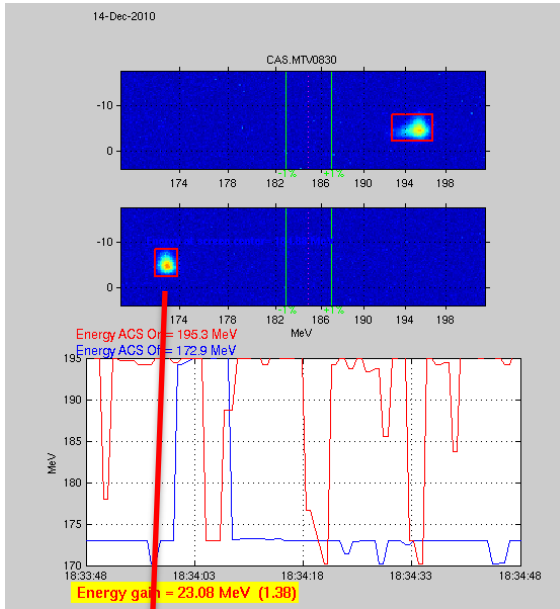 14-Dec-2010
CAS.MTV0830
-10
0
174 178 182 186 190 194 198
-1% +1%
-10
0
174 178 182 186 190 194 198
-1% +1%
MeV
Energy ACS On = 195.3 MeV
Energy ACS Off = 172.9 MeV
195
190
185
180
175
170
MeV
18:33:48 18:34:03 18:34:18 18:34:33 18:34:48
Energy gain = 23.08 MeV (1.38)